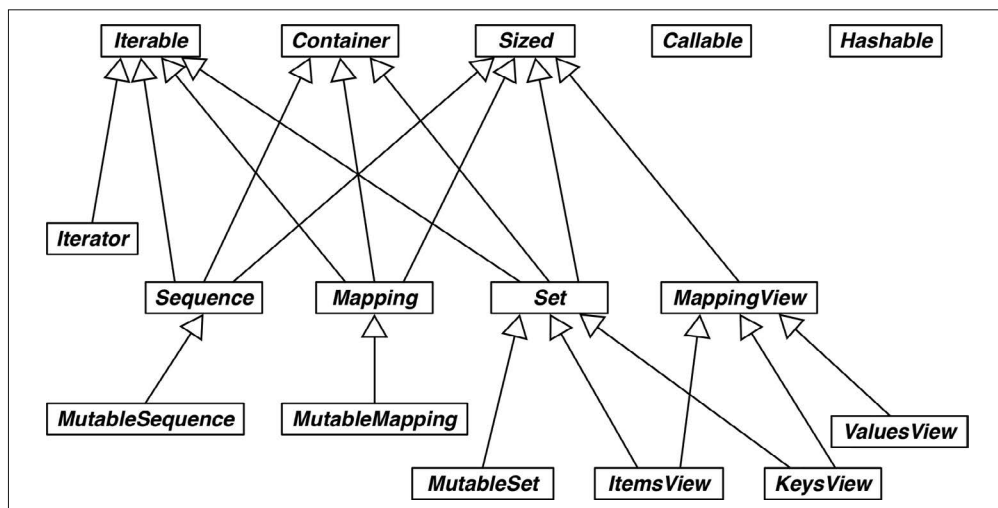 Iterable
Container
Sized
Callable
Hashable
Iterator
Sequence
Mapping
Set
MappingView
MutableSequence
MutableMapping
ValuesView
MutableSet
ItemsView
KeysView